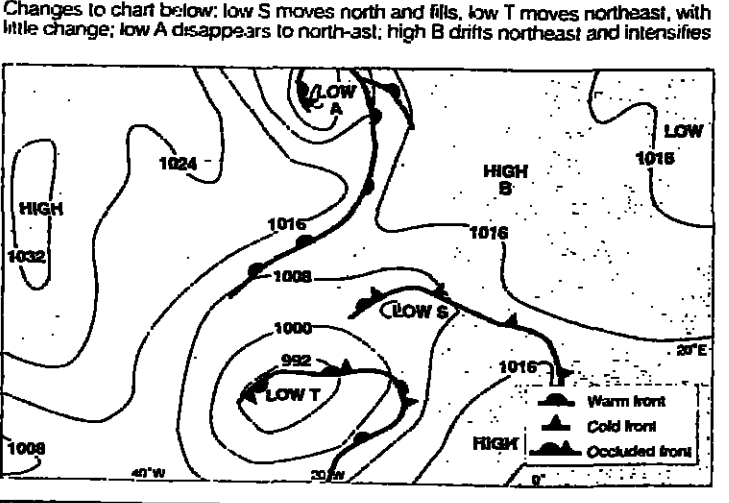 Changes to chart below: low S moves north and fills, low T moves northeast, with
little change; low A disappears to north-ast; high B drifts northeast and intensifies
LOW
A
LOW
1016
1024
HIGH
B
HIGH
1016
1016
1032
1008
LOW S
1000
20°E
992
1016
LOW T
Warm front
Cold front
HIGH
Occluded front
1008
40°W
20°W
0°